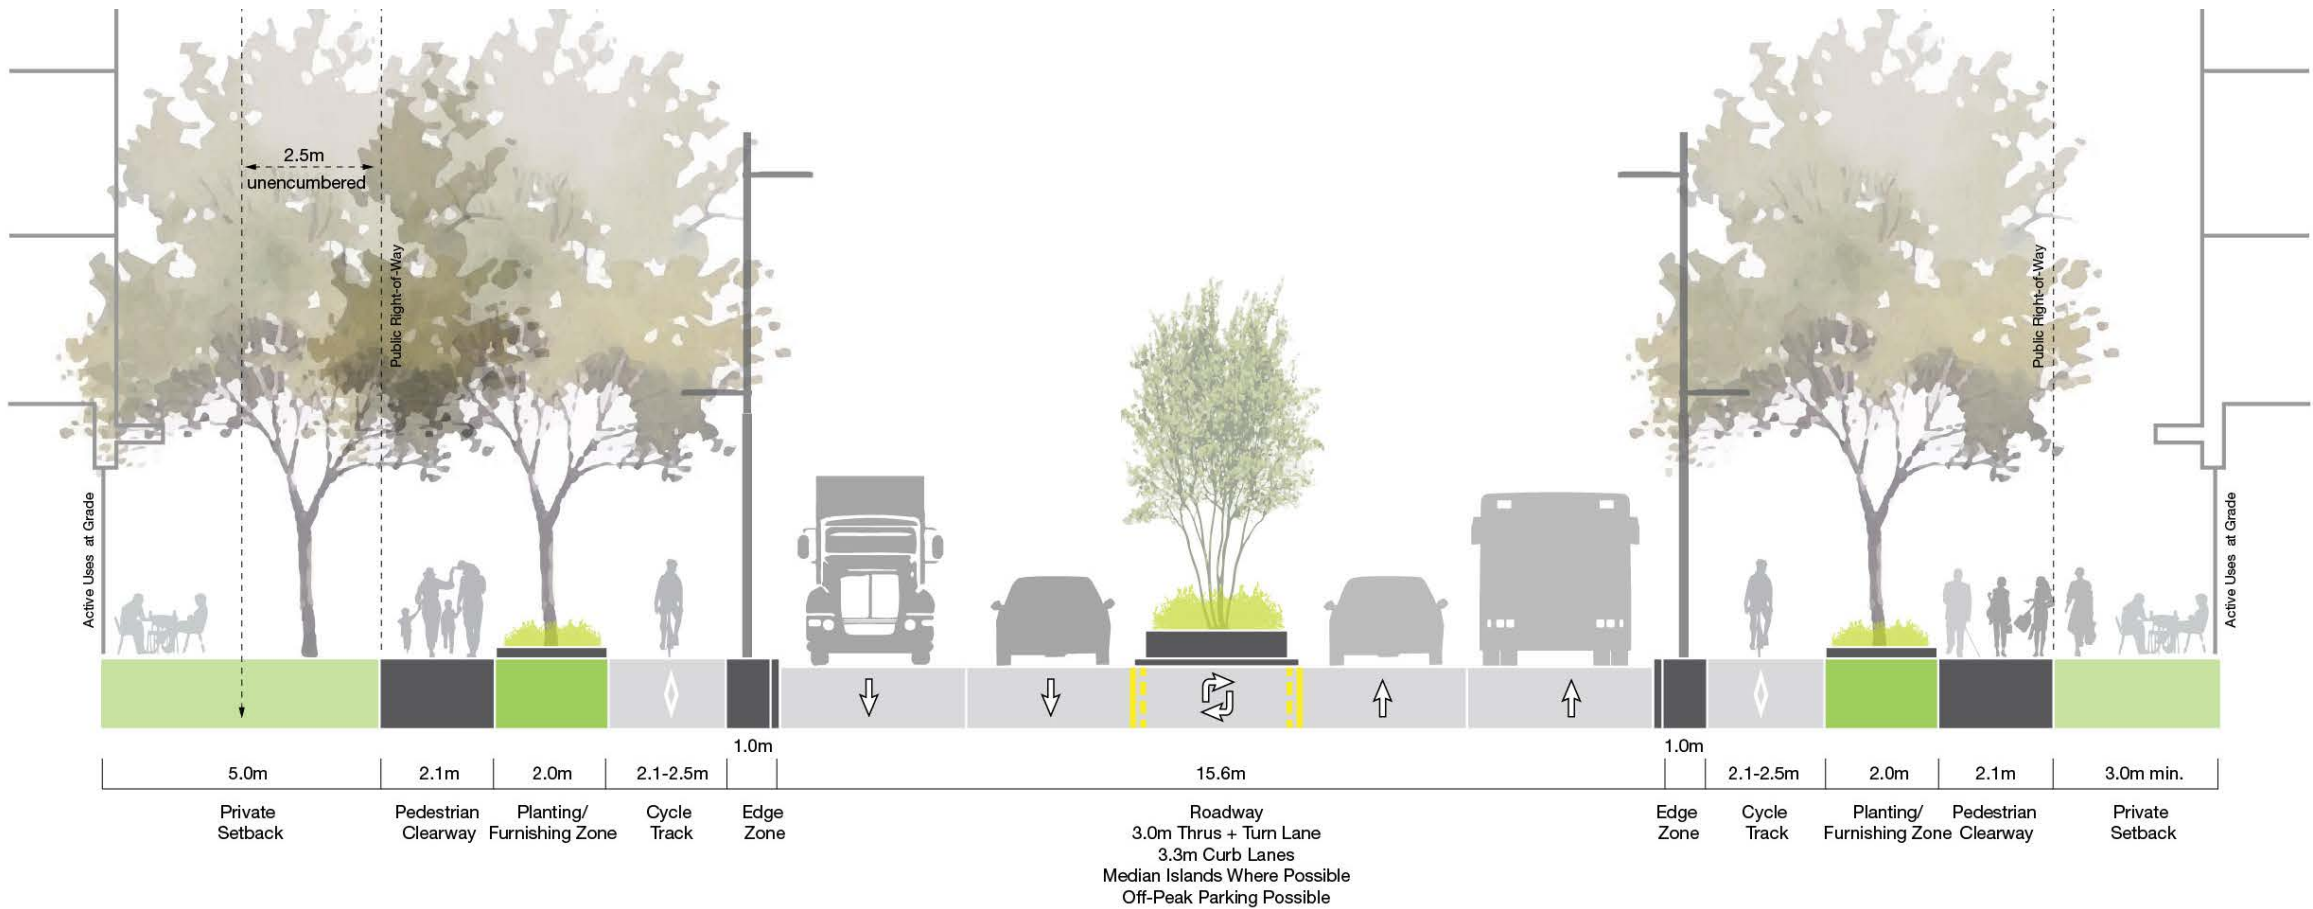 2.5m
unencumbered
Public Right-of-Way
Public Right-of-Way
Active Uses at Grade
Active Uses at Grade
1.0m
1.0m
5.0m
2.1m
2.0m
2.1-2.5m
15.6m
2.1-2.5m
2.0m
2.1m
3.0m min.
Private
Setback
Pedestrian
Clearway
Planting/
Furnishing Zone
Cycle
Track
Edge
Zone
Roadway
3.0m Thrus + Turn Lane
3.3m Curb Lanes
Median Islands Where Possible
Off-Peak Parking Possible
Edge
Zone
Cycle
Track
Planting/
Furnishing Zone
Pedestrian
Clearway
Private
Setback